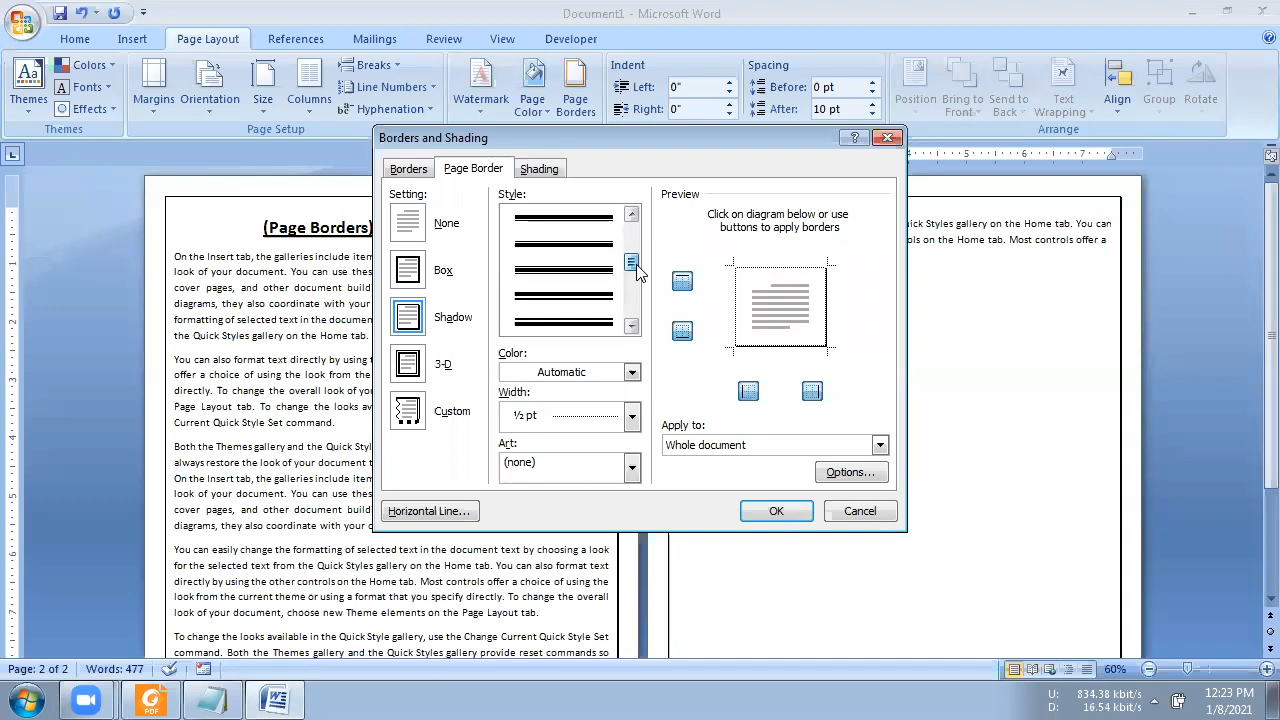 Document1 - Microsoft Word
Home Insert Page Layout References Mailings Review View Developer
Themes
Colors
Fonts
Effects
Themes
Margins Orientation Size Columns
Breaks
Line Numbers
Hyphenation
Page Setup
Watermark Page Color Page Borders
Indent
Left: 0"
Right: 0"
Spacing
Before: 0 pt
After: 10 pt
Position Bring to Front Send to Back Text Wrapping Align Group Rotate
Arrange
Borders and Shading
Borders Page Border Shading
Setting:
None
Box
Shadow
3-D
Custom
Style:
Color:
Automatic
Width:
½ pt
Art:
(none)
Preview
Click on diagram below or use
buttons to apply borders
Apply to:
Whole document
Options...
Horizontal Line...
OK
Cancel
(Page Borders)
On the Insert tab, the galleries include item
look of your document. You can use thes
cover pages, and other document build
diagrams, they also coordinate with your
formatting of selected text in the docume
the Quick Styles gallery on the Home tab.
You can also format text directly by using t
offer a choice of using the look from the
directly. To change the overall look of you
Page Layout tab. To change the looks ava
Current Quick Style Set command.
Both the Themes gallery and the Quick Styl
always restore the look of your document t
On the Insert tab, the galleries include item
look of your document. You can use thes
cover pages, and other document build
diagrams, they also coordinate with your c
You can easily change the formatting of selected text in the document text by choosing a look
for the selected text from the Quick Styles gallery on the Home tab. You can also format text
directly by using the other controls on the Home tab. Most controls offer a choice of using the
look from the current theme or using a format that you specify directly. To change the overall
look of your document, choose new Theme elements on the Page Layout tab.
To change the looks available in the Quick Style gallery, use the Change Current Quick Style Set
command. Both the Themes gallery and the Quick Styles gallery provide reset commands so
ick Styles gallery on the Home tab. You can
ols on the Home tab. Most controls offer a
4 5 6 7
1 2 3 4 5 6 7
Page: 2 of 2 Words: 477
60%
PDF
U: 834.38 kbit/s
D: 16.54 kbit/s
12:23 PM
1/8/2021